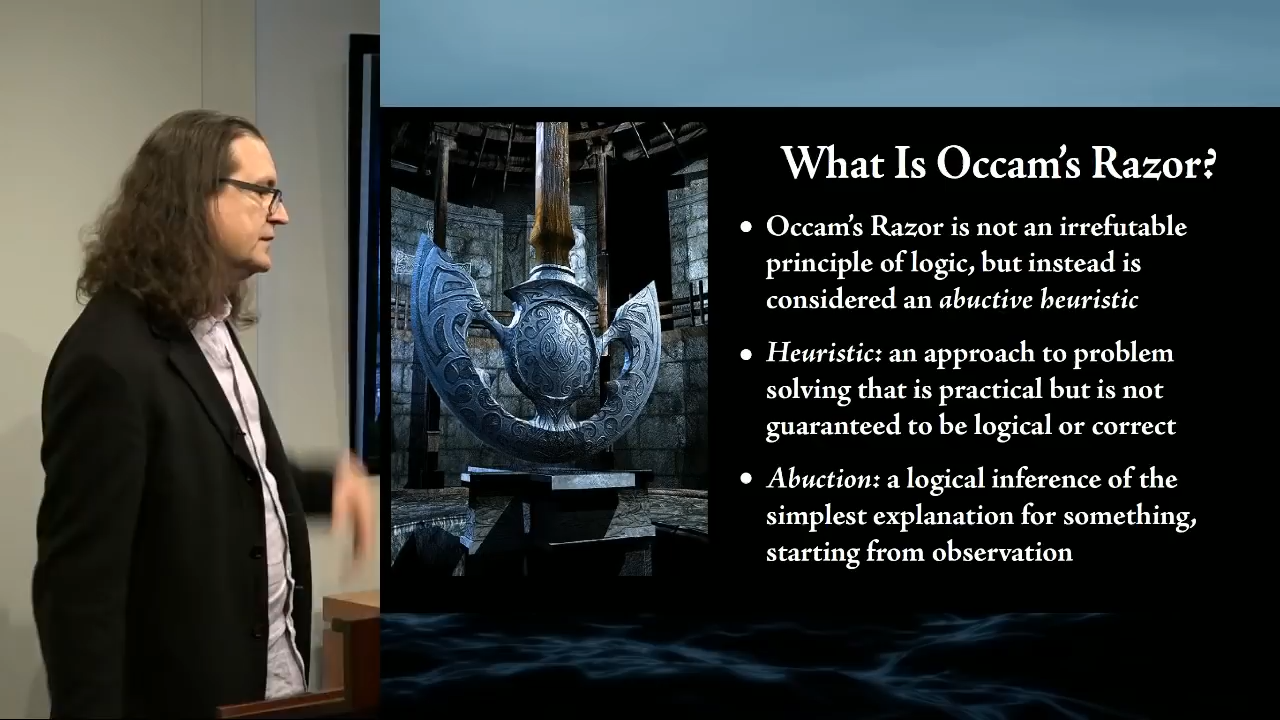 What Is Occam's Razor?
• Occam's Razor is not an irrefutable
principle of logic, but instead is
considered an abuctive heuristic
• Heuristic: an approach to problem
solving that is practical but is not
guaranteed to be logical or correct
• Abuction: a logical inference of the
simplest explanation for something,
starting from observation